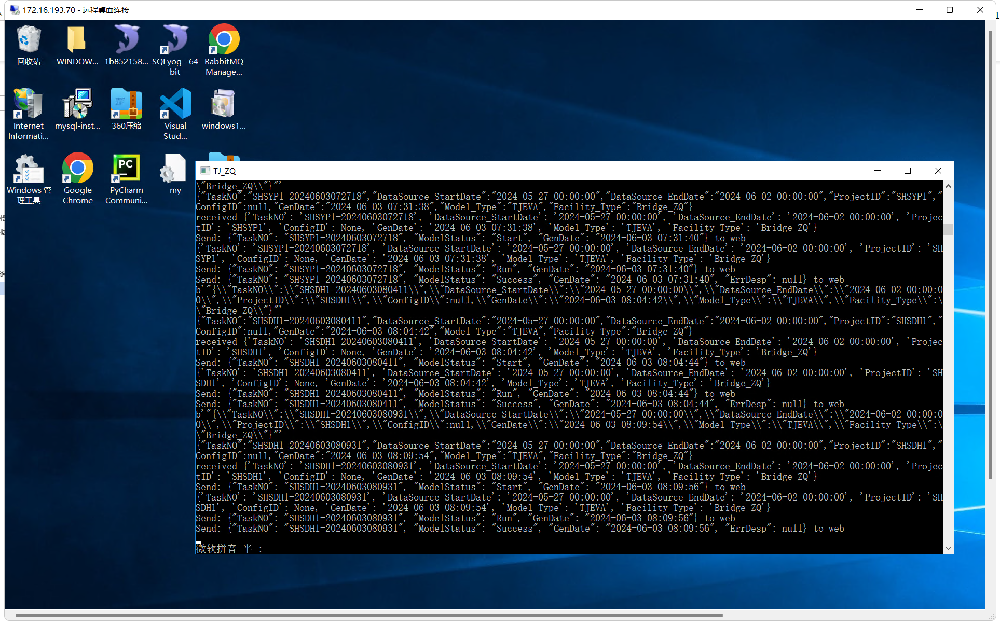 172.16.193.70 - 远程桌面连接
回收站
WINDOW...
1b852158...
SQLyog - 64 bit
RabbitMQ Manage...
Internet Informati...
mysql-inst...
360压缩
Visual Stud...
windows1...
Windows 管理工具
Google Chrome
PyCharm Communi...
my
TJ_ZQ
\"Bridge_ZQ\\"}"'
{"TaskNO":"SHSYP1-20240603072718","DataSource_StartDate":"2024-05-27 00:00:00","DataSource_EndDate":"2024-06-02 00:00:00","ProjectID":"SHSYP1","
ConfigID":null,"GenDate":"2024-06-03 07:31:38","Model_Type":"TJEVA","Facility_Type":"Bridge_ZQ"}
received {'TaskNO': 'SHSYP1-20240603072718', 'DataSource_StartDate': '2024-05-27 00:00:00', 'DataSource_EndDate': '2024-06-02 00:00:00', 'Projec
tID': 'SHSYP1', 'ConfigID': None, 'GenDate': '2024-06-03 07:31:38', 'Model_Type': 'TJEVA', 'Facility_Type': 'Bridge_ZQ'}
Send: {"TaskNO": "SHSYP1-20240603072718", "ModelStatus": "Start", "GenDate": "2024-06-03 07:31:40"} to web
{'TaskNO': 'SHSYP1-20240603072718', 'DataSource_StartDate': '2024-05-27 00:00:00', 'DataSource_EndDate': '2024-06-02 00:00:00', 'ProjectID': 'SH
SYP1', 'ConfigID': None, 'GenDate': '2024-06-03 07:31:38', 'Model_Type': 'TJEVA', 'Facility_Type': 'Bridge_ZQ'}
Send: {"TaskNO": "SHSYP1-20240603072718", "ModelStatus": "Run", "GenDate": "2024-06-03 07:31:40"} to web
Send: {"TaskNO": "SHSYP1-20240603072718", "ModelStatus": "Success", "GenDate": "2024-06-03 07:31:40", "ErrDesp": null} to web
b'"{\\"TaskNO\\":\\"SHSDH1-20240603080411\\",\\"DataSource_StartDate\\":\\"2024-05-27 00:00:00\\",\\"DataSource_EndDate\\":\\"2024-06-02 00:00:0
0\\",\\"ProjectID\\":\\"SHSDH1\\",\\"ConfigID\\":null,\\"GenDate\\":\\"2024-06-03 08:04:42\\",\\"Model_Type\\":\\"TJEVA\\",\\"Facility_Type\\":\
\"Bridge_ZQ\\"}"'
{"TaskNO":"SHSDH1-20240603080411","DataSource_StartDate":"2024-05-27 00:00:00","DataSource_EndDate":"2024-06-02 00:00:00","ProjectID":"SHSDH1","
ConfigID":null,"GenDate":"2024-06-03 08:04:42","Model_Type":"TJEVA","Facility_Type":"Bridge_ZQ"}
received {'TaskNO': 'SHSDH1-20240603080411', 'DataSource_StartDate': '2024-05-27 00:00:00', 'DataSource_EndDate': '2024-06-02 00:00:00', 'Projec
tID': 'SHSDH1', 'ConfigID': None, 'GenDate': '2024-06-03 08:04:42', 'Model_Type': 'TJEVA', 'Facility_Type': 'Bridge_ZQ'}
Send: {"TaskNO": "SHSDH1-20240603080411", "ModelStatus": "Start", "GenDate": "2024-06-03 08:04:44"} to web
{'TaskNO': 'SHSDH1-20240603080411', 'DataSource_StartDate': '2024-05-27 00:00:00', 'DataSource_EndDate': '2024-06-02 00:00:00', 'ProjectID': 'SH
SDH1', 'ConfigID': None, 'GenDate': '2024-06-03 08:04:42', 'Model_Type': 'TJEVA', 'Facility_Type': 'Bridge_ZQ'}
Send: {"TaskNO": "SHSDH1-20240603080411", "ModelStatus": "Run", "GenDate": "2024-06-03 08:04:44"} to web
Send: {"TaskNO": "SHSDH1-20240603080411", "ModelStatus": "Success", "GenDate": "2024-06-03 08:04:44", "ErrDesp": null} to web
b'"{\\"TaskNO\\":\\"SHSDH1-20240603080931\\",\\"DataSource_StartDate\\":\\"2024-05-27 00:00:00\\",\\"DataSource_EndDate\\":\\"2024-06-02 00:00:0
0\\",\\"ProjectID\\":\\"SHSDH1\\",\\"ConfigID\\":null,\\"GenDate\\":\\"2024-06-03 08:09:54\\",\\"Model_Type\\":\\"TJEVA\\",\\"Facility_Type\\":\
\"Bridge_ZQ\\"}"'
{"TaskNO":"SHSDH1-20240603080931","DataSource_StartDate":"2024-05-27 00:00:00","DataSource_EndDate":"2024-06-02 00:00:00","ProjectID":"SHSDH1","
ConfigID":null,"GenDate":"2024-06-03 08:09:54","Model_Type":"TJEVA","Facility_Type":"Bridge_ZQ"}
received {'TaskNO': 'SHSDH1-20240603080931', 'DataSource_StartDate': '2024-05-27 00:00:00', 'DataSource_EndDate': '2024-06-02 00:00:00', 'Projec
tID': 'SHSDH1', 'ConfigID': None, 'GenDate': '2024-06-03 08:09:54', 'Model_Type': 'TJEVA', 'Facility_Type': 'Bridge_ZQ'}
Send: {"TaskNO": "SHSDH1-20240603080931", "ModelStatus": "Start", "GenDate": "2024-06-03 08:09:56"} to web
{'TaskNO': 'SHSDH1-20240603080931', 'DataSource_StartDate': '2024-05-27 00:00:00', 'DataSource_EndDate': '2024-06-02 00:00:00', 'ProjectID': 'SH
SDH1', 'ConfigID': None, 'GenDate': '2024-06-03 08:09:54', 'Model_Type': 'TJEVA', 'Facility_Type': 'Bridge_ZQ'}
Send: {"TaskNO": "SHSDH1-20240603080931", "ModelStatus": "Run", "GenDate": "2024-06-03 08:09:56"} to web
Send: {"TaskNO": "SHSDH1-20240603080931", "ModelStatus": "Success", "GenDate": "2024-06-03 08:09:56", "ErrDesp": null} to web
微软拼音 半 :